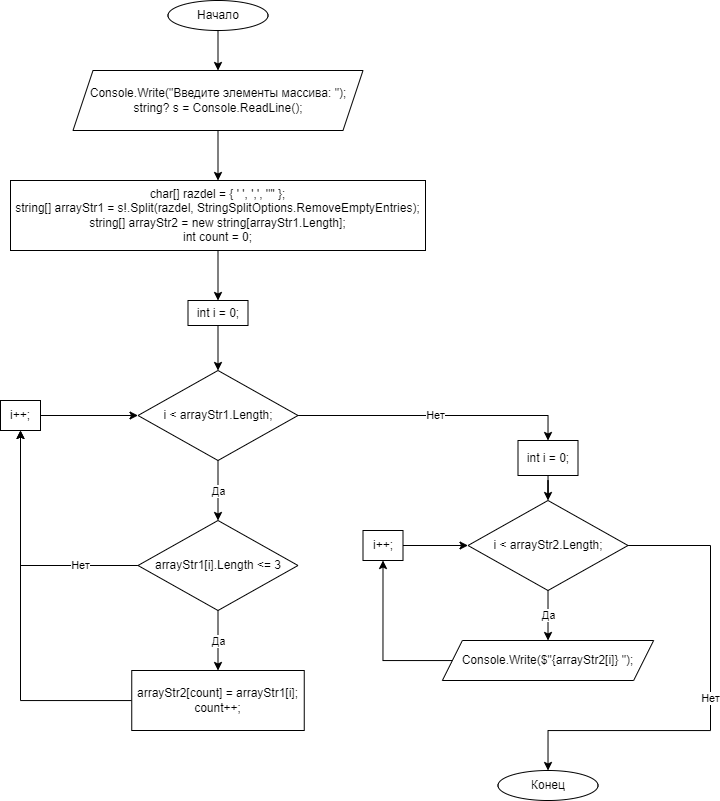 Начало
Console.Write("Введите элементы массива: ");
string? s = Console.ReadLine();
char[] razdel = { ' ', ',', '"' };
string[] arrayStr1 = s!.Split(razdel, StringSplitOptions.RemoveEmptyEntries);
string[] arrayStr2 = new string[arrayStr1.Length];
int count = 0;
int i = 0;
i++;
i < arrayStr1.Length;
Нет
Да
int i = 0;
i++;
i < arrayStr2.Length;
Нет
arrayStr1[i].Length <= 3
Да
Да
Console.Write($"{arrayStr2[i]} ");
arrayStr2[count] = arrayStr1[i];
count++;
Нет
Конец